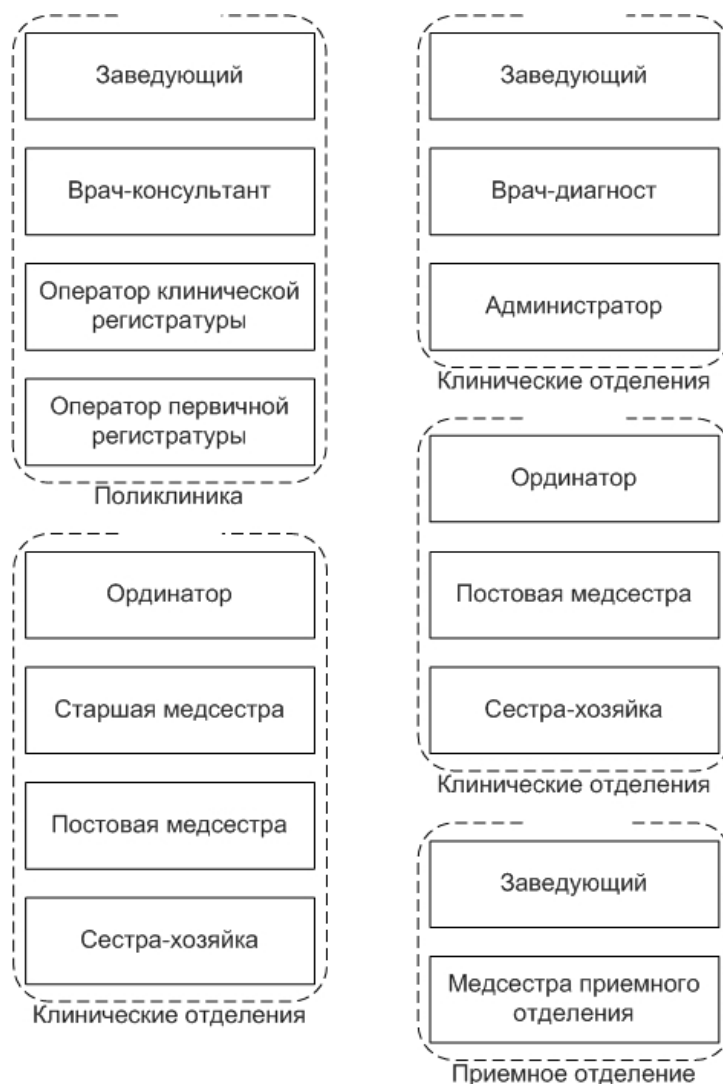 Заведующий
Врач-консультант
Оператор клинической
регистратуры
Оператор первичной
регистратуры
Поликлиника
Ординатор
Старшая медсестра
Постовая медсестра
Сестра-хозяйка
Клинические отделения
Заведующий
Врач-диагност
Администратор
Клинические отделения
Ординатор
Постовая медсестра
Сестра-хозяйка
Клинические отделения
Заведующий
Медсестра приемного
отделения
Приемное отделение